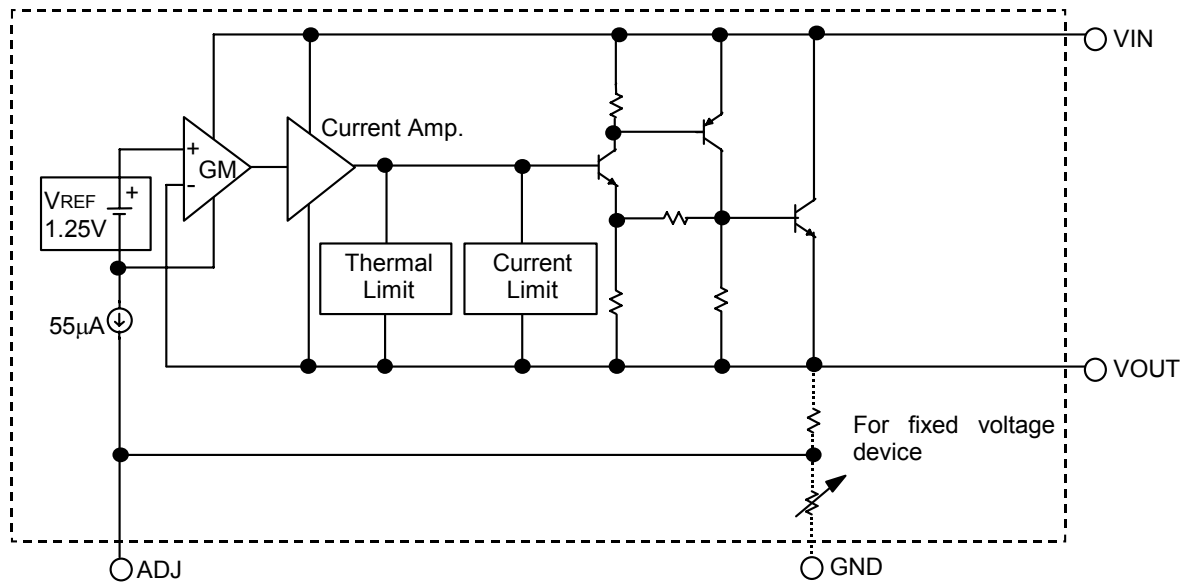 VIN
Current Amp.
+
GM
-
VREF
+
1.25V
Thermal
Limit
Current
Limit
55μA
VOUT
For fixed voltage
device
ADJ
GND